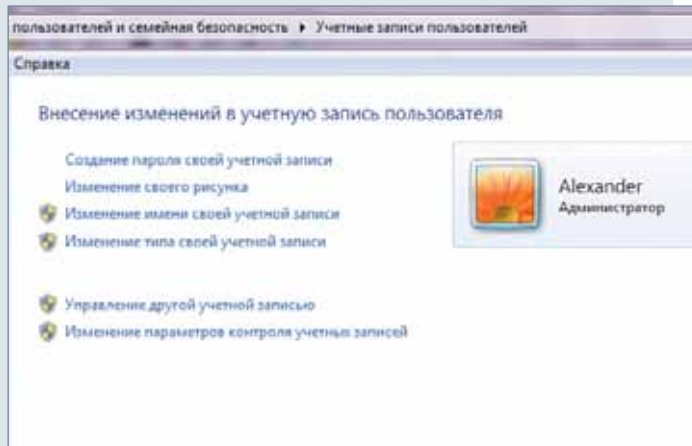 пользователей и семейная безопасность ▸ Учетные записи пользователей
Справка
Внесение изменений в учетную запись пользователя
Создание пароля своей учетной записи
Изменение своего рисунка
Изменение имени своей учетной записи
Изменение типа своей учетной записи
Alexander
Администратор
Управление другой учетной записью
Изменение параметров контроля учетных записей